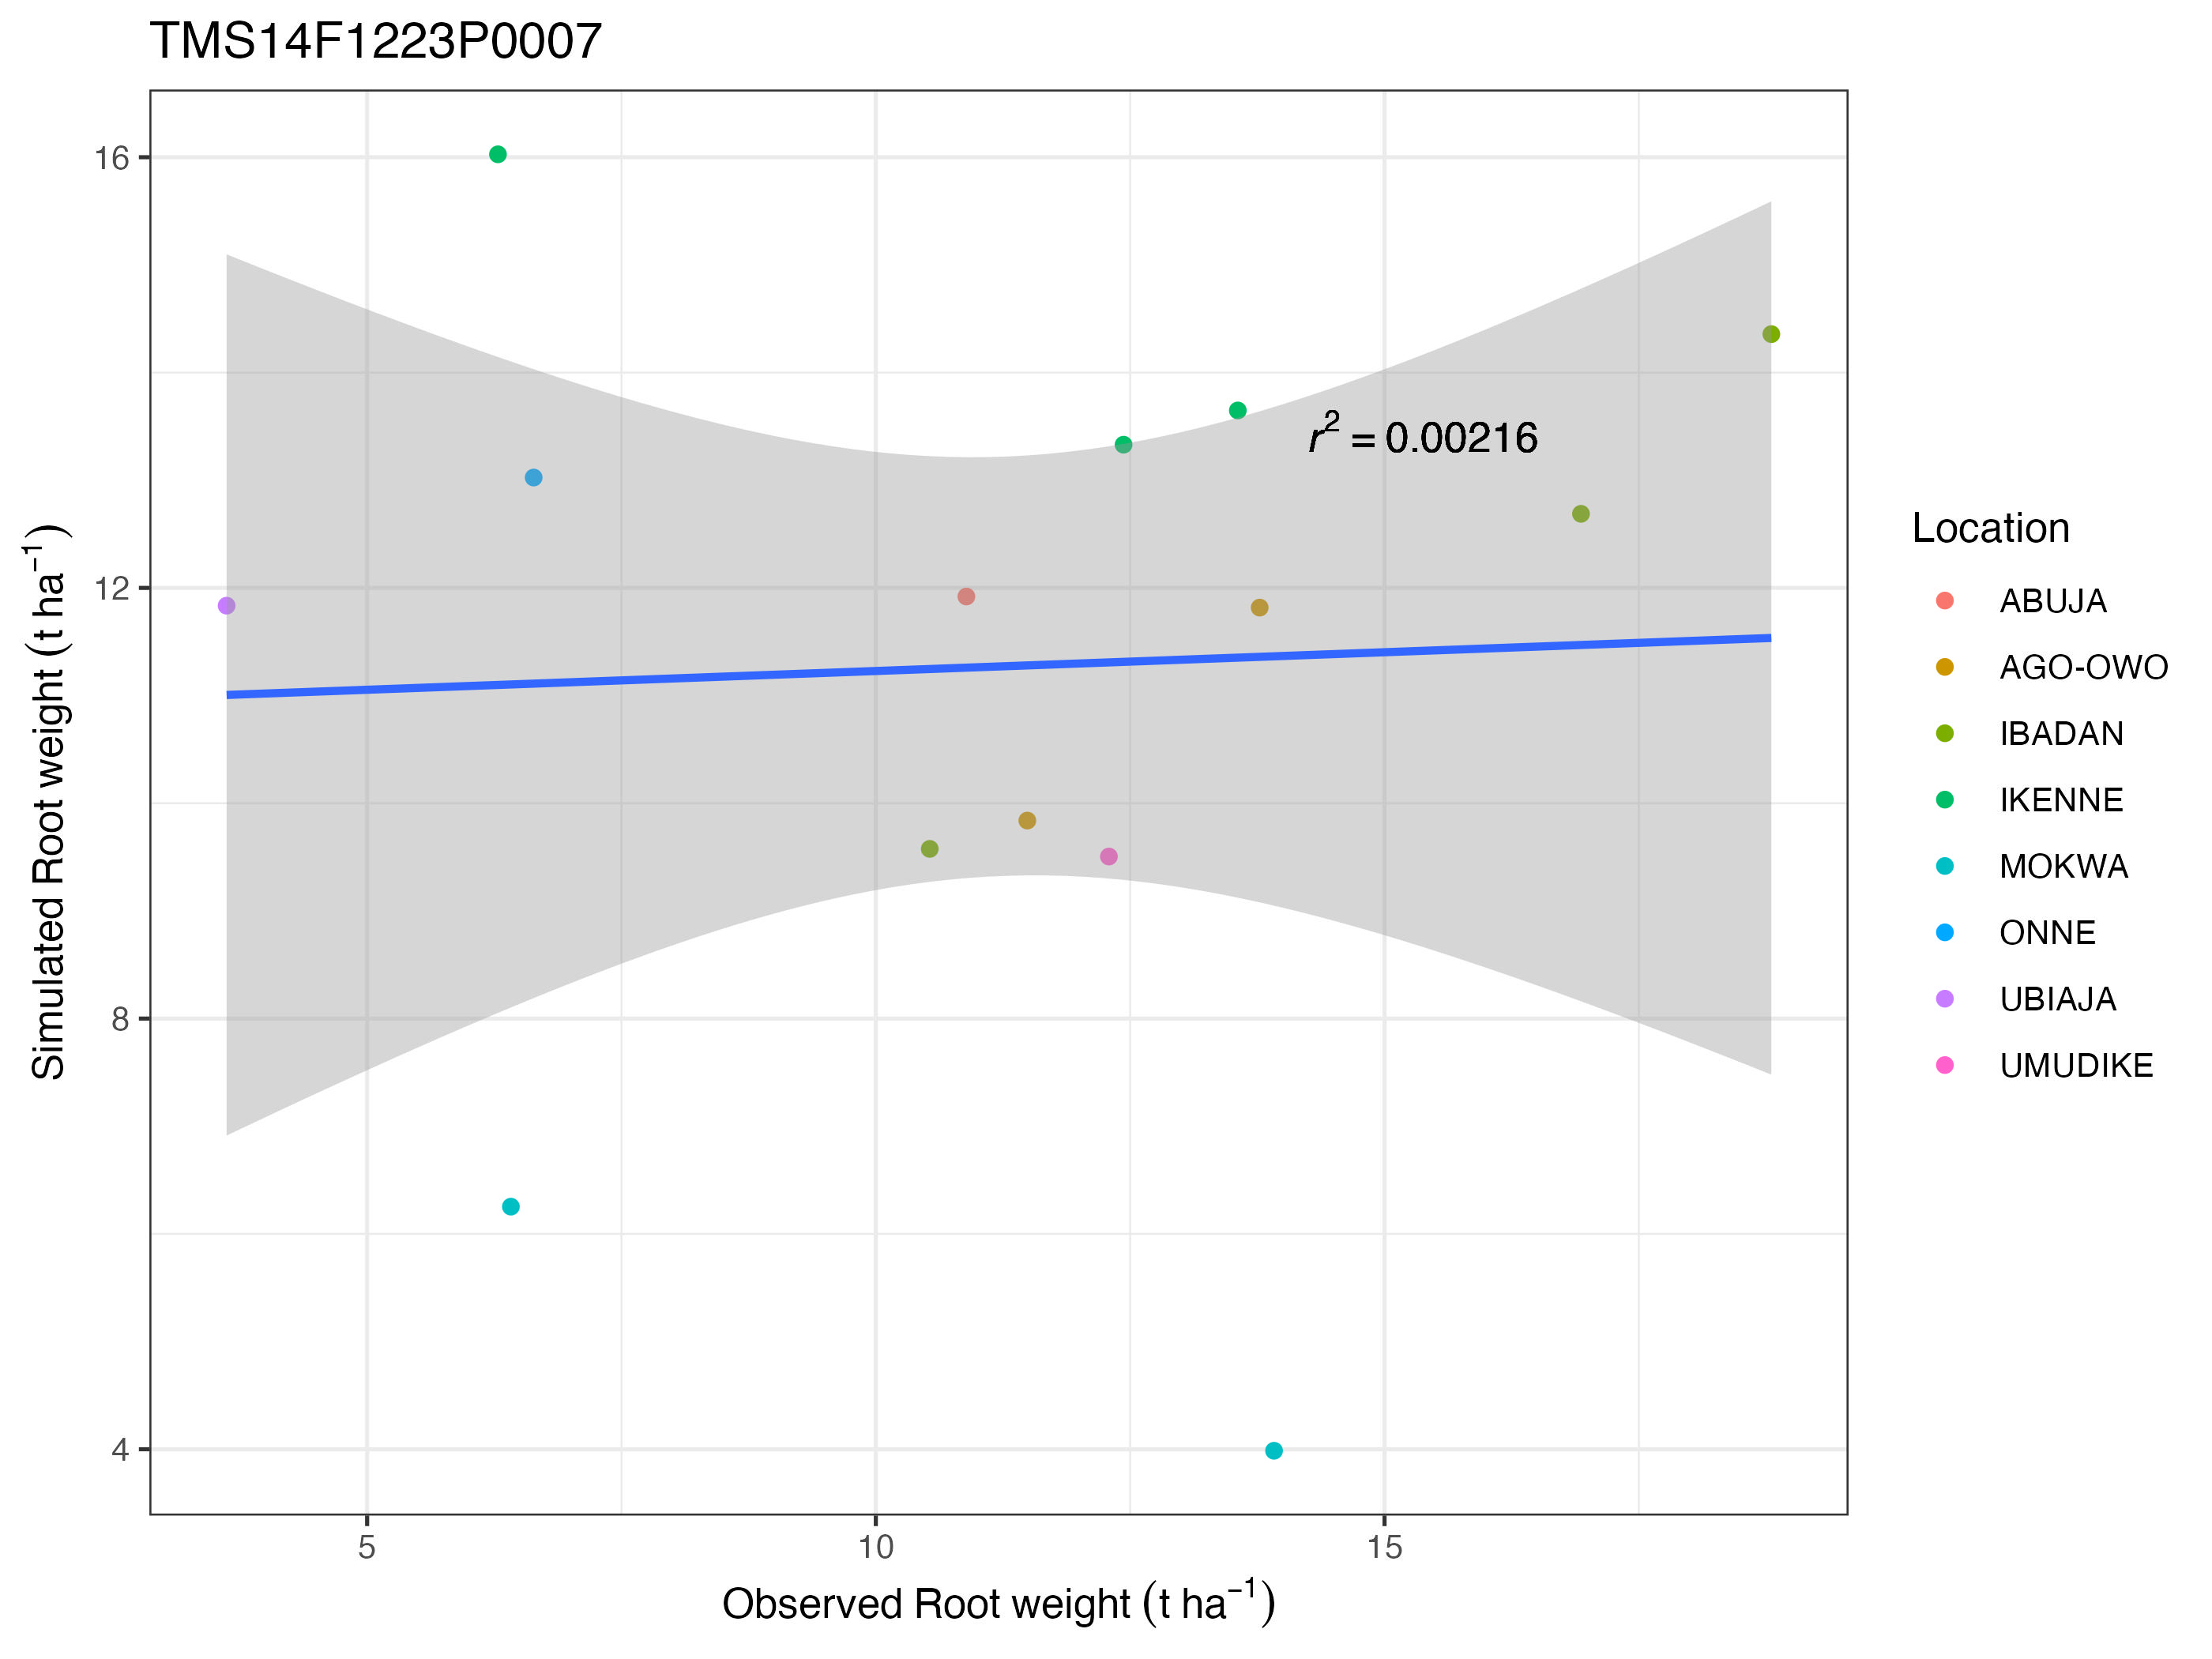 TMS14F1223P0007
16
12
8
4
Simulated Root weight (t ha⁻¹)
r² = 0.00216
5 10 15
Observed Root weight (t ha⁻¹)
Location
ABUJA
AGO-OWO
IBADAN
IKENNE
MOKWA
ONNE
UBIAJA
UMUDIKE